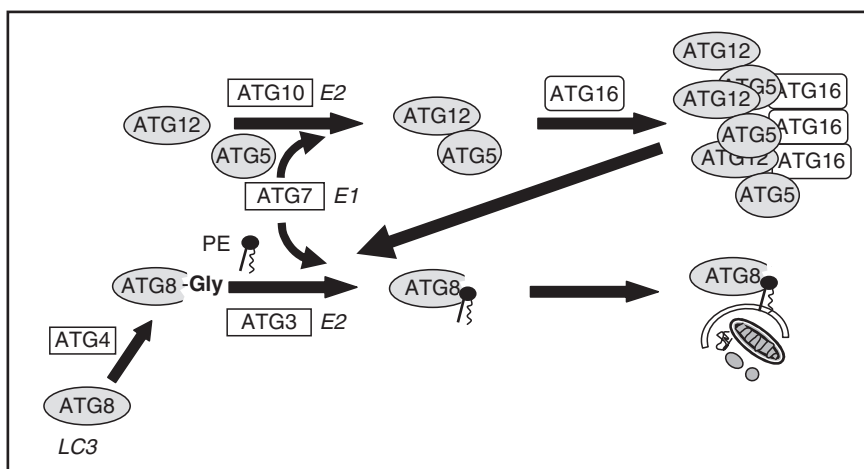 ATG12
ATG10 E2
ATG16
ATG12
ATG5
ATG16
ATG12
ATG12
ATG16
ATG5
ATG5
ATG5
ATG12
ATG16
ATG7 E1
ATG5
PE
ATG8 -Gly
ATG8
ATG8
ATG3 E2
ATG4
ATG8
LC3